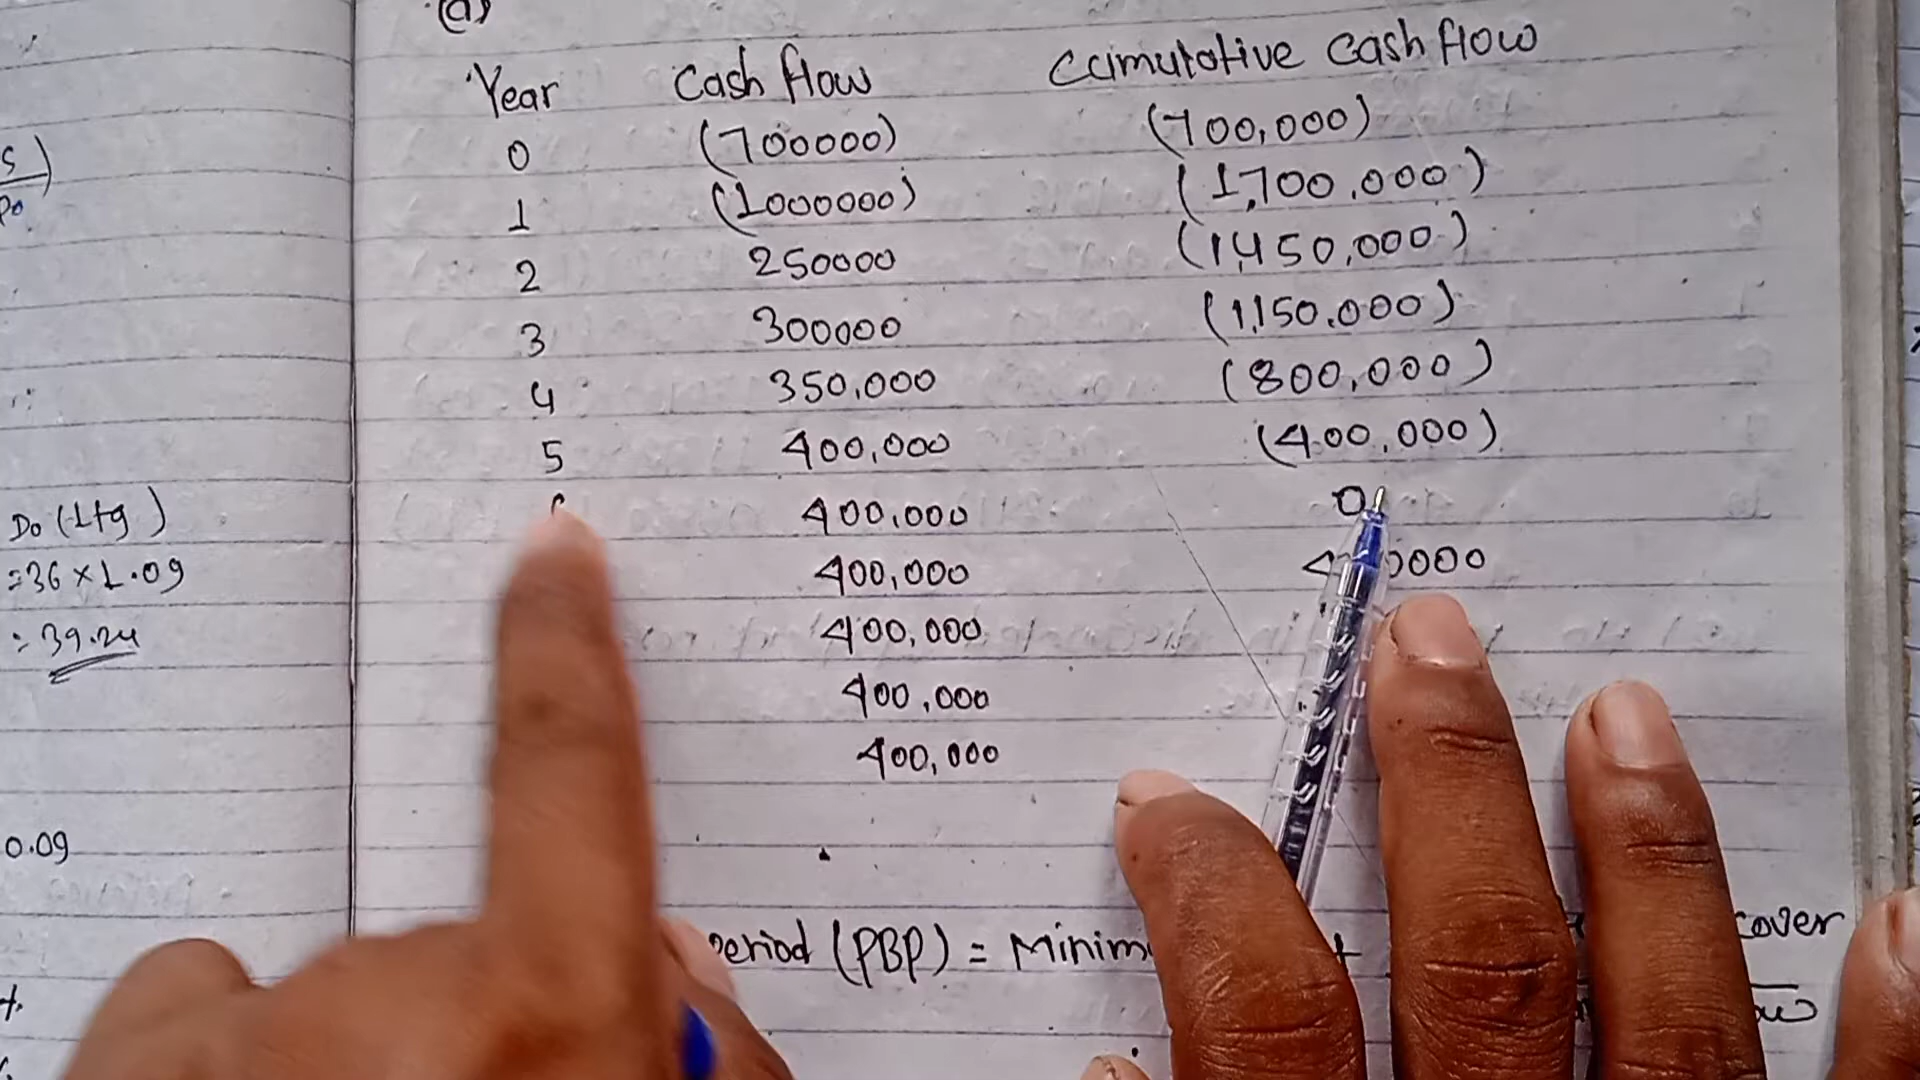 (a)
Year Cash flow Cumulative Cash flow
0 (700000) (700,000)
1 (1000000) (1,700,000)
2 250000 (1,450,000)
3 300000 (1,150.000)
4 350,000 (800,000)
5 400,000 (400,000)
400,000 0
400,000
400,000
400,000
400,000
period (PBP) = Minim + cover
Do (1+g)
=36 x 1.09
= 39.24
0.09